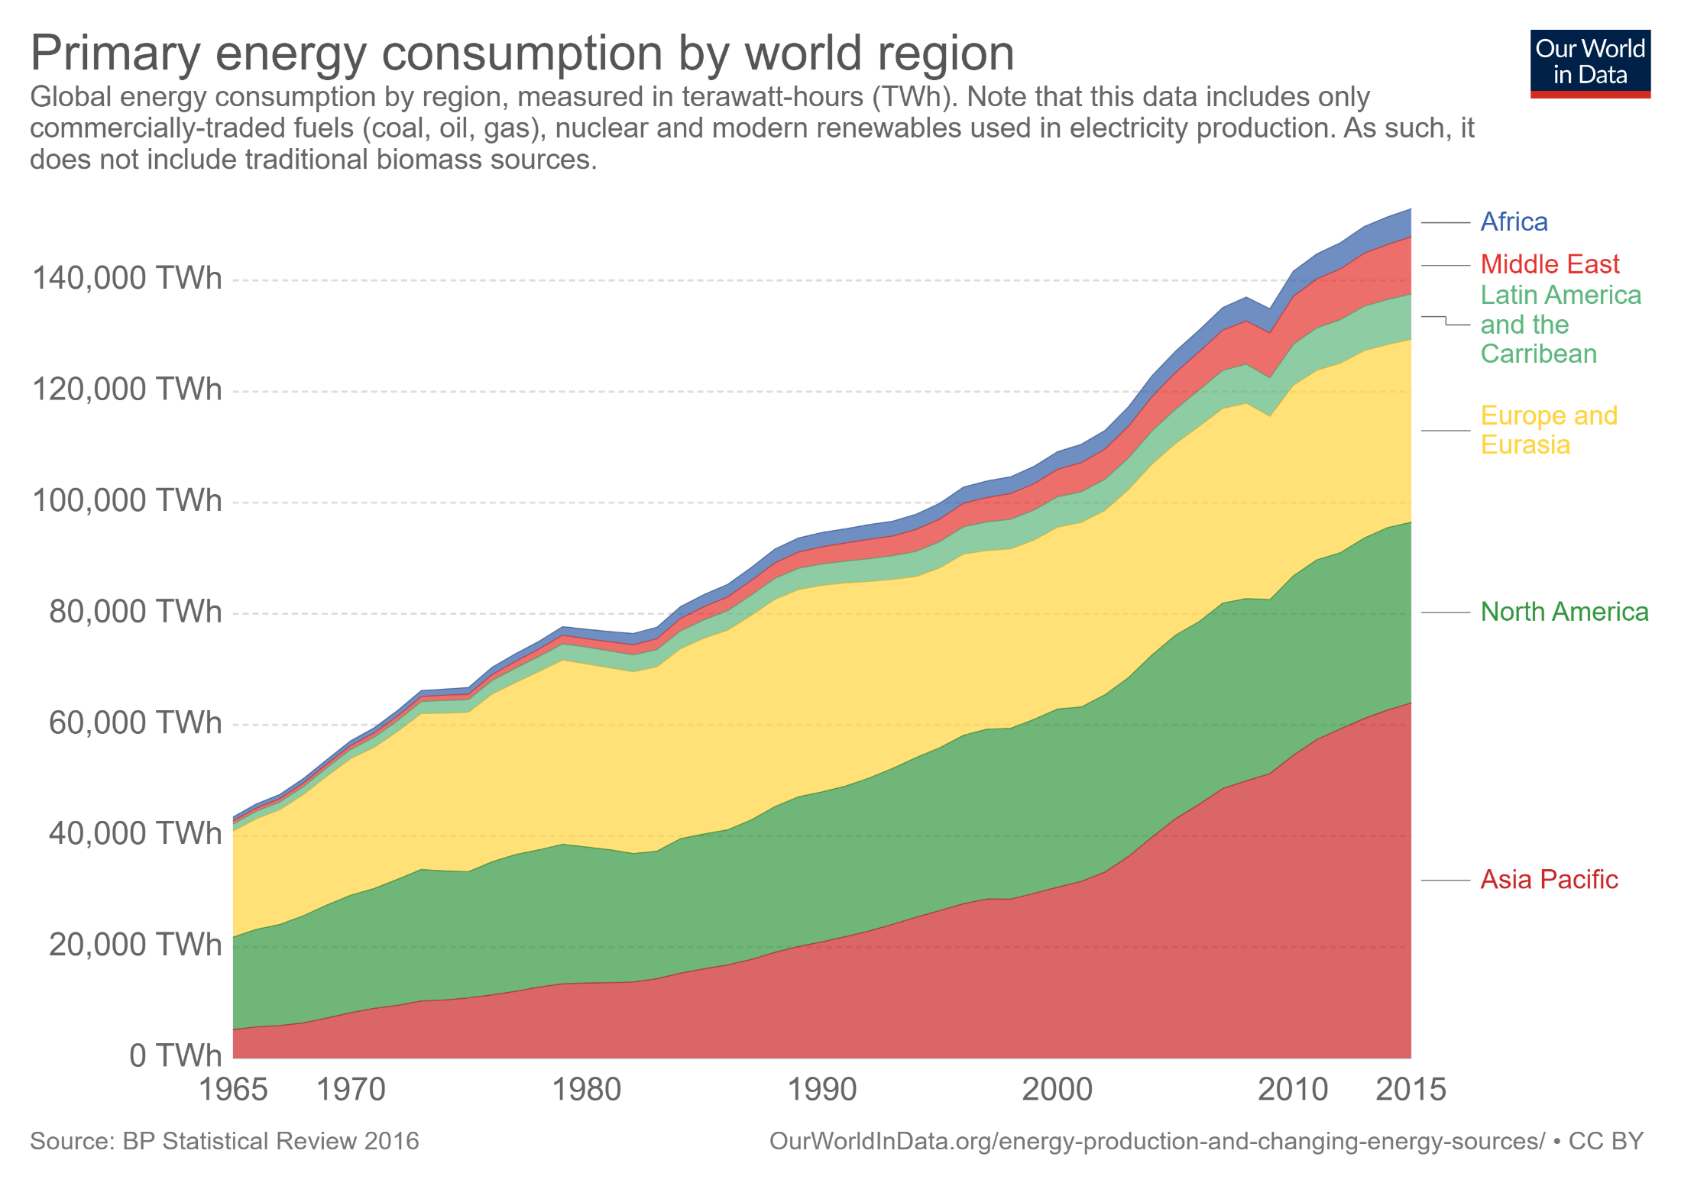 Primary energy consumption by world region
Our World
in Data
Global energy consumption by region, measured in terawatt-hours (TWh). Note that this data includes only
commercially-traded fuels (coal, oil, gas), nuclear and modern renewables used in electricity production. As such, it
does not include traditional biomass sources.
140,000 TWh
120,000 TWh
100,000 TWh
80,000 TWh
60,000 TWh
40,000 TWh
20,000 TWh
0 TWh
Africa
Middle East
Latin America
and the
Carribean
Europe and
Eurasia
North America
Asia Pacific
1965 1970 1980 1990 2000 2010 2015
Source: BP Statistical Review 2016
OurWorldInData.org/energy-production-and-changing-energy-sources/ • CC BY